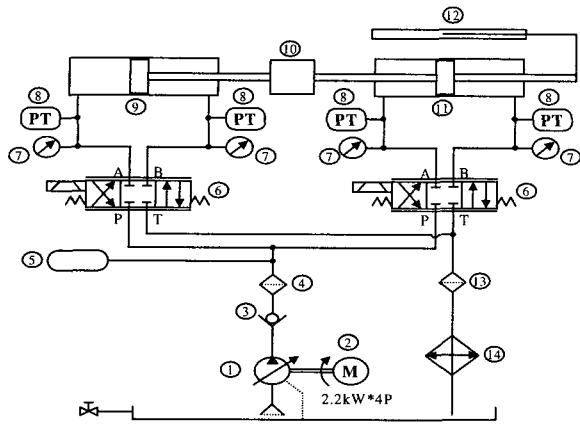 ⑫
⑩
⑧ ⑧ ⑧ ⑧
PT ⑨ PT PT ⑪ PT
⑦ ⑦ ⑦ ⑦
A B A B
⑥ ⑥
P T P T
⑤
④ ⑬
③
② ⑭
① M
2.2kW*4P